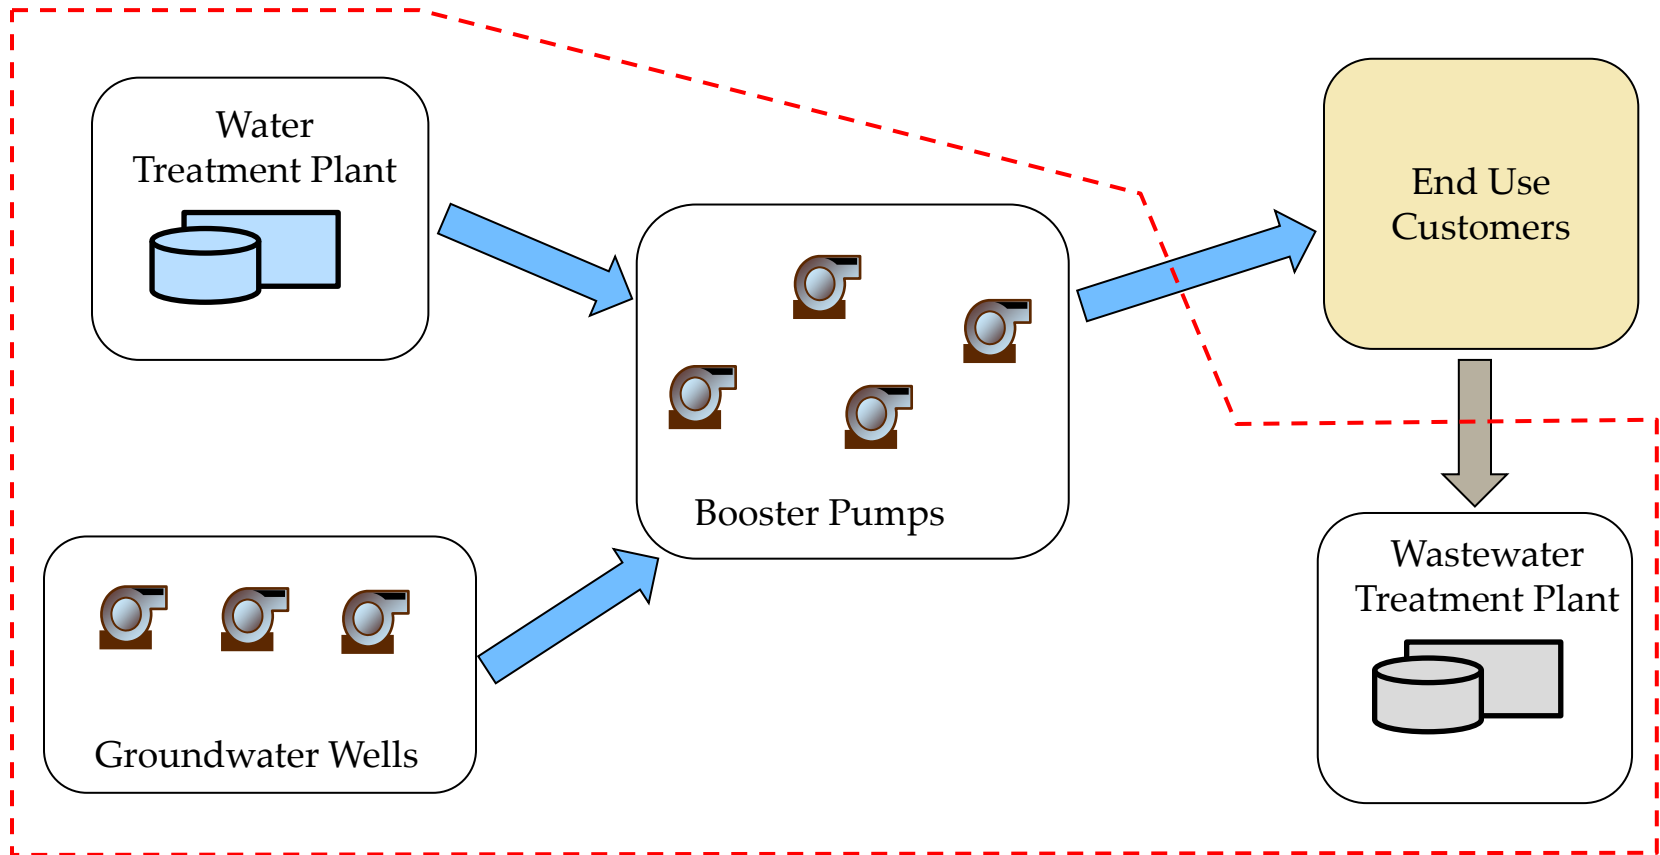 Water
Treatment Plant
End Use
Customers
Booster Pumps
Wastewater
Treatment Plant
Groundwater Wells